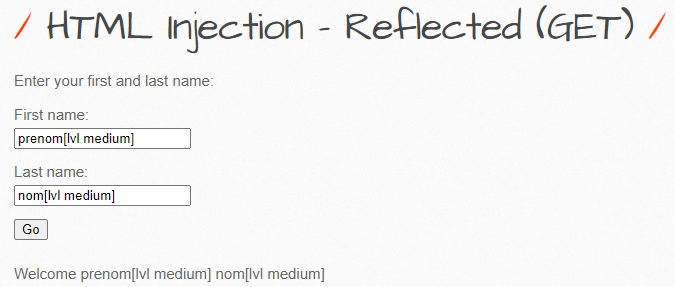 / HTML Injection - Reflected (GET) /
Enter your first and last name:
First name:
prenom[lvl medium]
Last name:
nom[lvl medium]
Go
Welcome prenom[lvl medium] nom[lvl medium]